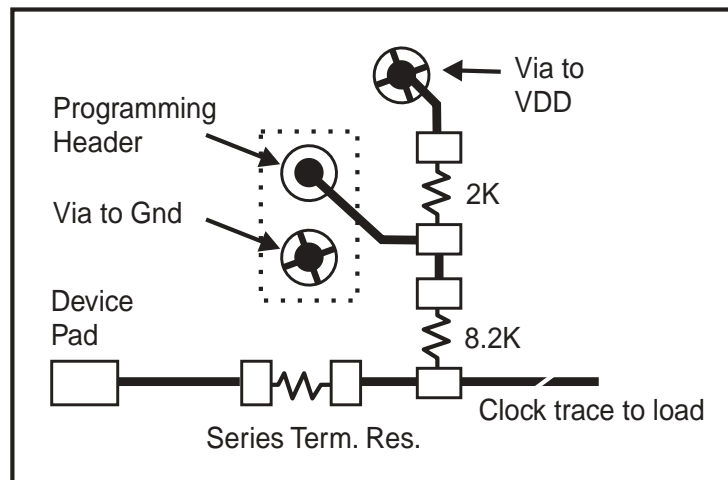 Via to
VDD
Programming
Header
2K
Via to Gnd
Device
Pad
8.2K
Clock trace to load
Series Term. Res.